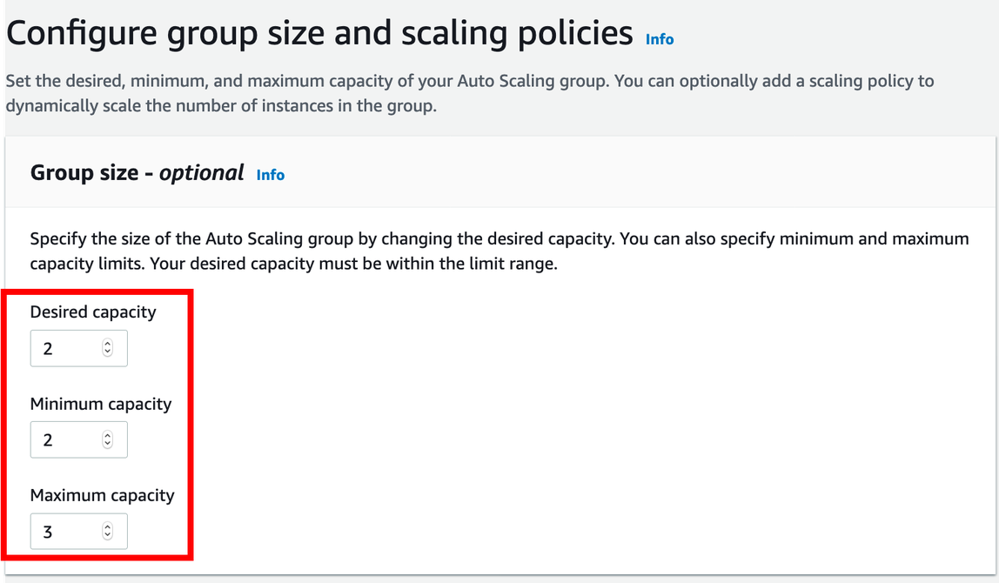 Configure group size and scaling policies Info
Set the desired, minimum, and maximum capacity of your Auto Scaling group. You can optionally add a scaling policy to
dynamically scale the number of instances in the group.
Group size - optional Info
Specify the size of the Auto Scaling group by changing the desired capacity. You can also specify minimum and maximum
capacity limits. Your desired capacity must be within the limit range.
Desired capacity
2
Minimum capacity
2
Maximum capacity
3